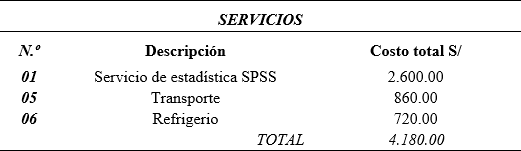 SERVICIOS
N.º Descripción Costo total S/
01 Servicio de estadística SPSS 2.600.00
05 Transporte 860.00
06 Refrigerio 720.00
TOTAL 4.180.00